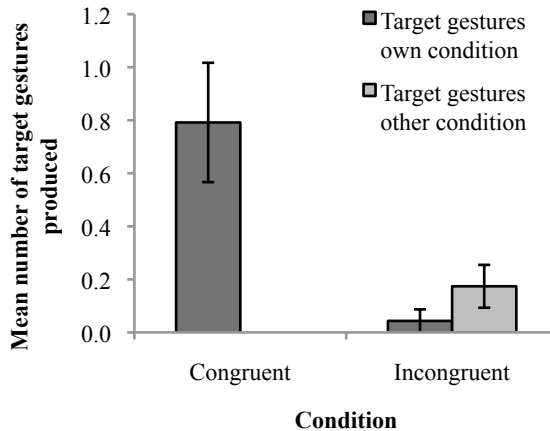 Mean number of target gestures
produced
1.2
1.0
0.8
0.6
0.4
0.2
0.0
Target gestures
own condition
Target gestures
other condition
Congruent
Incongruent
Condition